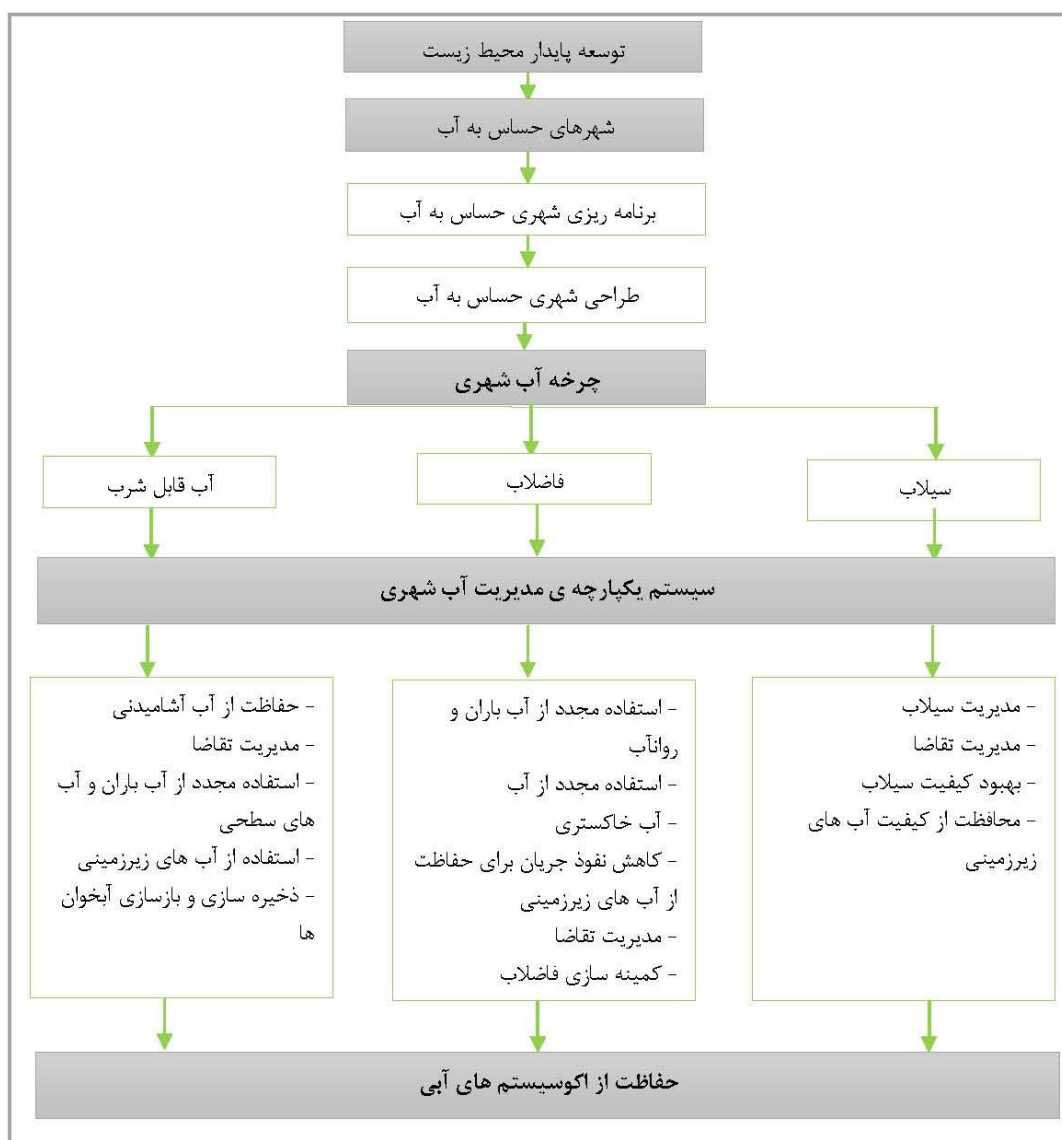 توسعه پایدار محیط زیست
شهرهای حساس به آب
برنامه ریزی شهری حساس به آب
طراحی شهری حساس به آب
چرخه آب شهری
سیلاب
فاضلاب
آب قابل شرب
سیستم یکپارچه ی مدیریت آب شهری
- مدیریت سیلاب
- مدیریت تقاضا
- بهبود کیفیت سیلاب
- محافظت از کیفیت آب های
زیرزمینی
- استفاده مجدد از آب باران و
روانآب
- استفاده مجدد از آب
- آب خاکستری
- کاهش نفوذ جریان برای حفاظت
از آب های زیرزمینی
- مدیریت تقاضا
- کمینه سازی فاضلاب
- حفاظت از آب آشامیدنی
- مدیریت تقاضا
- استفاده مجدد از آب باران و آب
های سطحی
- استفاده از آب های زیرزمینی
- ذخیره سازی و بازسازی آبخوان
ها
حفاظت از اکوسیستم های آبی